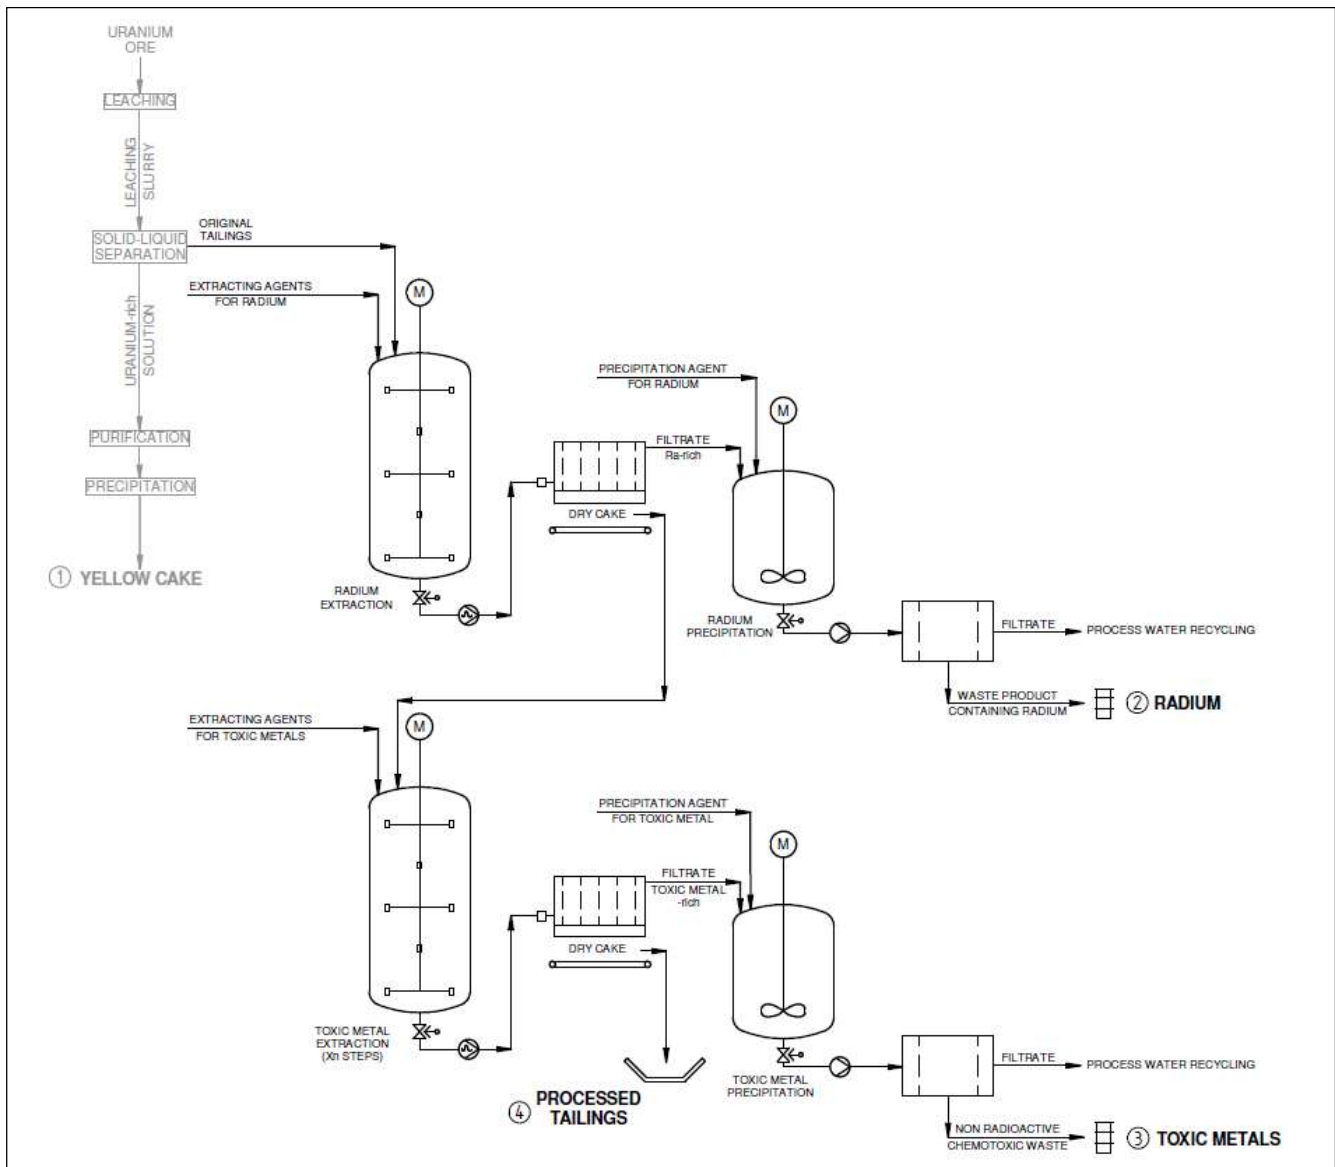 URANIUM
ORE
LEACHING
LEACHING
SLURRY
SOLID-LIQUID
SEPARATION
ORIGINAL
TAILINGS
EXTRACTING AGENTS
FOR RADIUM
URANIUM-rich
SOLUTION
PURIFICATION
PRECIPITATION
1 YELLOW CAKE
M
RADIUM
EXTRACTION
FILTRATE
Ra-rich
DRY CAKE
PRECIPITATION AGENT
FOR RADIUM
M
RADIUM
PRECIPITATION
FILTRATE
PROCESS WATER RECYCLING
WASTE PRODUCT
CONTAINING RADIUM
2 RADIUM
EXTRACTING AGENTS
FOR TOXIC METALS
M
TOXIC METAL
EXTRACTION
(Xn STEPS)
FILTRATE
TOXIC METAL
-rich
DRY CAKE
4 PROCESSED
TAILINGS
PRECIPITATION AGENT
FOR TOXIC METAL
M
TOXIC METAL
PRECIPITATION
FILTRATE
PROCESS WATER RECYCLING
NON RADIOACTIVE
CHEMOTOXIC WASTE
3 TOXIC METALS